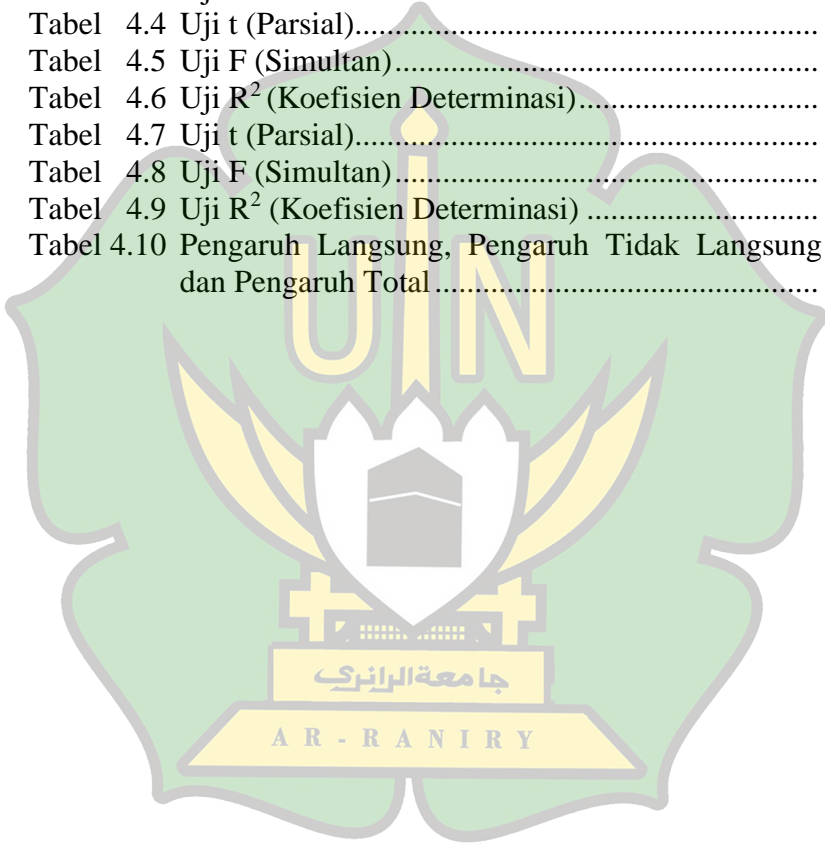 Tabel 4.4 Uji t (Parsial)..........................................................
Tabel 4.5 Uji F (Simultan).....................................................
Tabel 4.6 Uji R² (Koefisien Determinasi)..............................
Tabel 4.7 Uji t (Parsial)..........................................................
Tabel 4.8 Uji F (Simultan).....................................................
Tabel 4.9 Uji R² (Koefisien Determinasi) .............................
Tabel 4.10 Pengaruh Langsung, Pengaruh Tidak Langsung
dan Pengaruh Total................................................
UIN
جامعةالرانري
AR-RANIRY